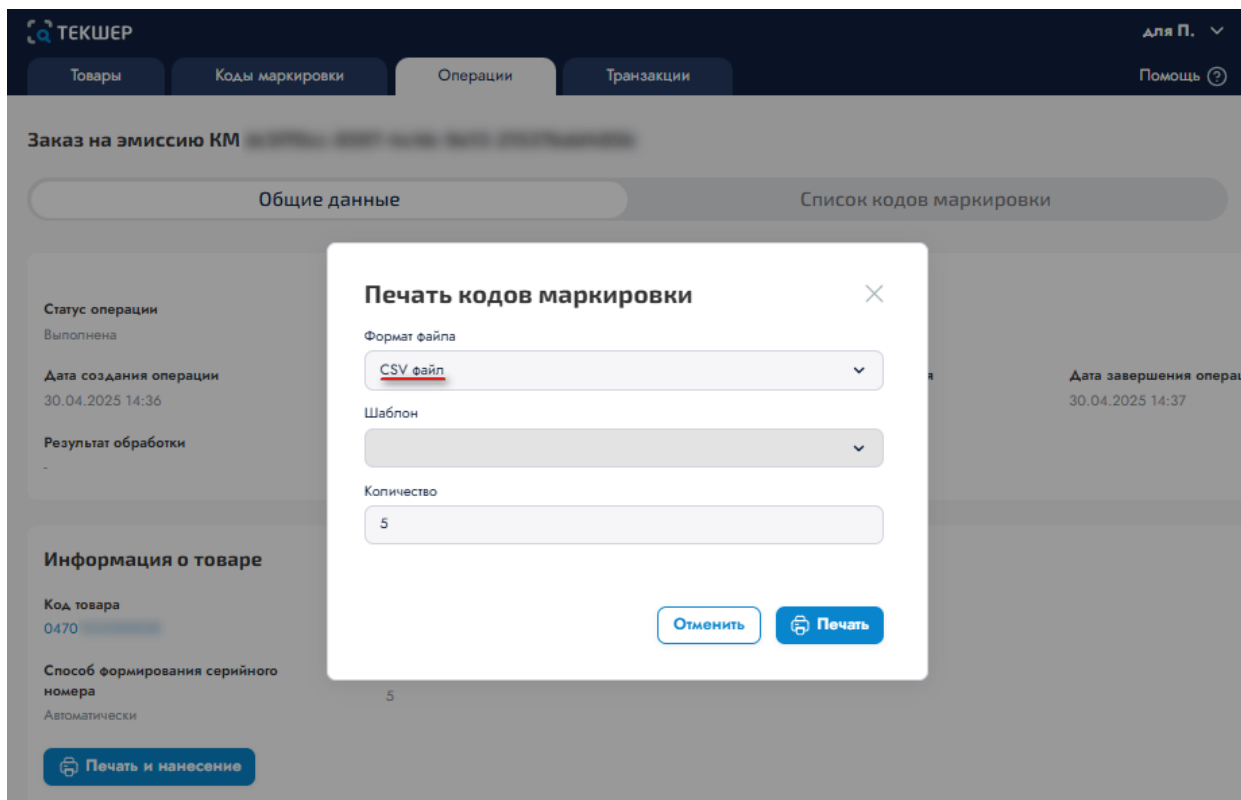 ТЕКШЕР
для П.
Товары
Коды маркировки
Операции
Транзакции
Помощь
Заказ на эмиссию КМ
Общие данные
Список кодов маркировки
Статус операции
Выполнена
Дата создания операции
30.04.2025 14:36
Результат обработки
-
Печать кодов маркировки
Формат файла
CSV файл
Шаблон
Количество
5
Отменить
Печать
я
Дата завершения операц
30.04.2025 14:37
Информация о товаре
Код товара
0470
Способ формирования серийного
номера
Автоматически
5
Печать и нанесение